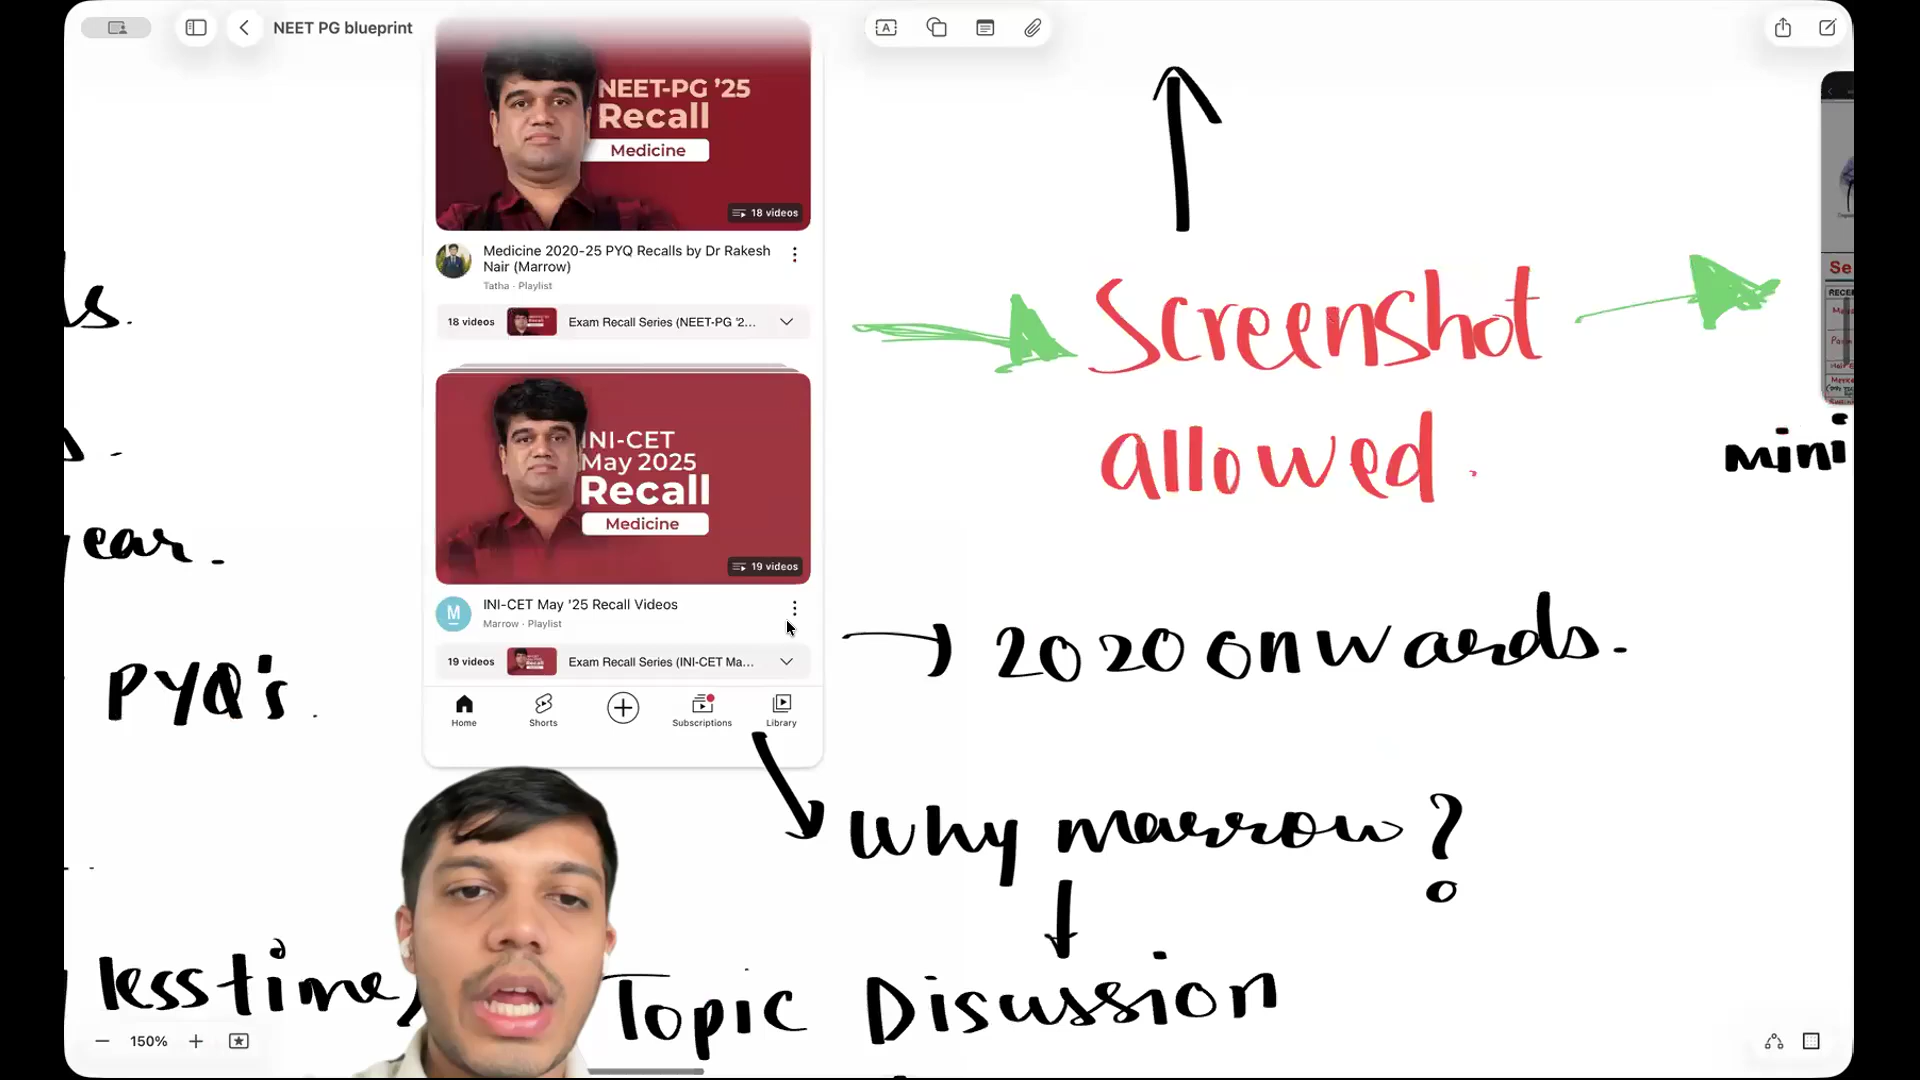 NEET PG blueprint
NEET-PG ’25
Recall
Medicine
18 videos
Medicine 2020-25 PYQ Recalls by Dr Rakesh
Nair (Marrow)
Tatha · Playlist
18 videos
Exam Recall Series (NEET-PG '2...
INI-CET
May 2025
Recall
Medicine
19 videos
M
INI-CET May '25 Recall Videos
Marrow · Playlist
19 videos
Exam Recall Series (INI-CET Ma...
Home
Shorts
Subscriptions
Library
Screenshot
allowed.
mini
2020 onwards.
PYQ's.
Why marrow?
less time,
Topic Discussion
150%